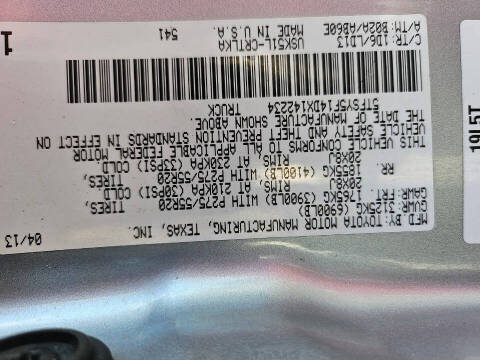 MFD BY: TOYOTA MOTOR MANUFACTURING, TEXAS, INC. 04/13
GVWR: 3125KG (6900LB)
GAWR: FRT. 1765KG (3900LB) WITH P275/55R20 TIRES,
20X8J RIMS, AT 210KPA (30PSI) COLD
RR. 1855KG (4100LB) WITH P275/55R20 TIRES,
20X8J RIMS, AT 230KPA (33PSI) COLD
THIS VEHICLE CONFORMS TO ALL APPLICABLE FEDERAL MOTOR
VEHICLE SAFETY AND THEFT PREVENTION STANDARDS IN EFFECT ON
THE DATE OF MANUFACTURE SHOWN ABOVE.
5TFSY5F14DX142234 TRUCK
C/TR: 1D6/LD13 USK51L-CRTLKA 541
A/TM: B02A/AB60E MADE IN U.S.A.
19L5T